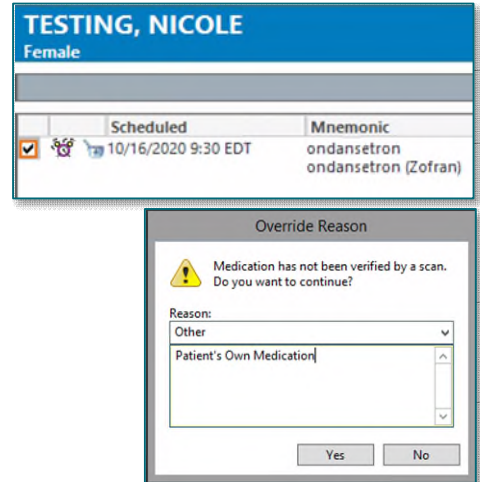 TESTING, NICOLE
Female
Scheduled Mnemonic
10/16/2020 9:30 EDT ondansetron
ondansetron (Zofran)
Override Reason
Medication has not been verified by a scan.
Do you want to continue?
Reason:
Other
Patient's Own Medication
Yes No